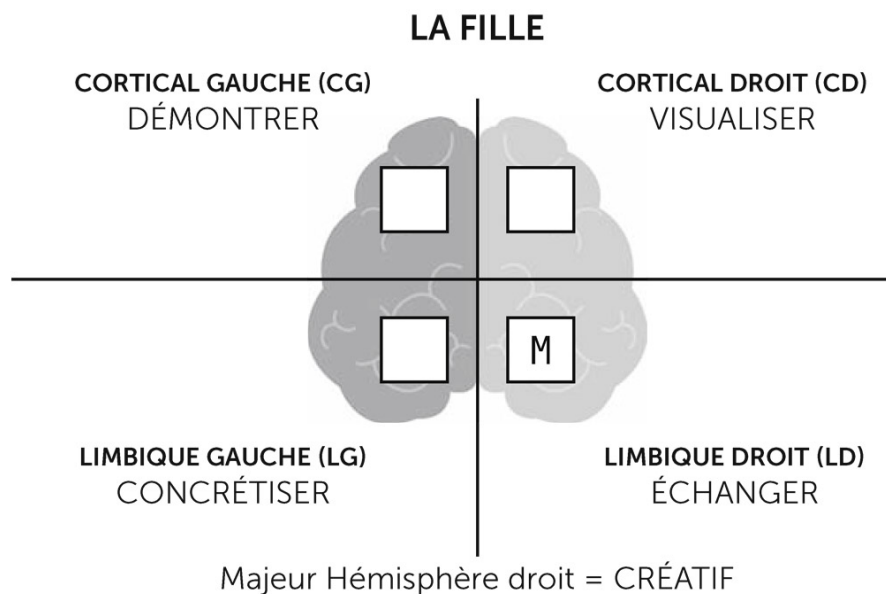 LA FILLE
CORTICAL GAUCHE (CG)
DÉMONTRER
CORTICAL DROIT (CD)
VISUALISER
M
LIMBIQUE GAUCHE (LG)
CONCRÉTISER
LIMBIQUE DROIT (LD)
ÉCHANGER
Majeur Hémisphère droit = CRÉATIF